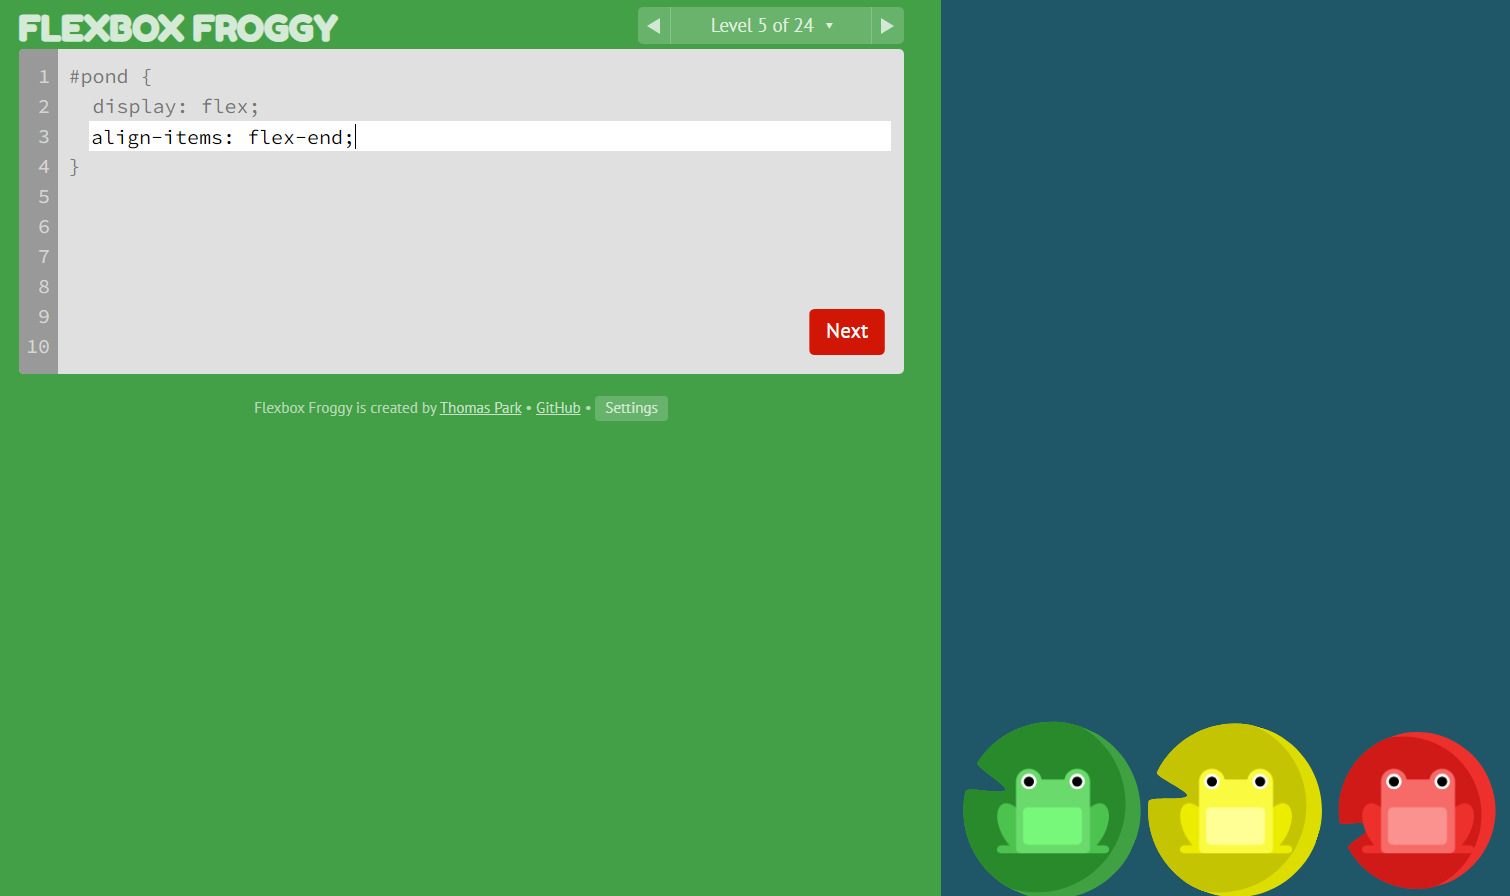 FLEXBOX FROGGY
Level 5 of 24 ▼
1 #pond {
2 display: flex;
3 align-items: flex-end;
4 }
5
6
7
8
9
10
Next
Flexbox Froggy is created by Thomas Park • GitHub • Settings